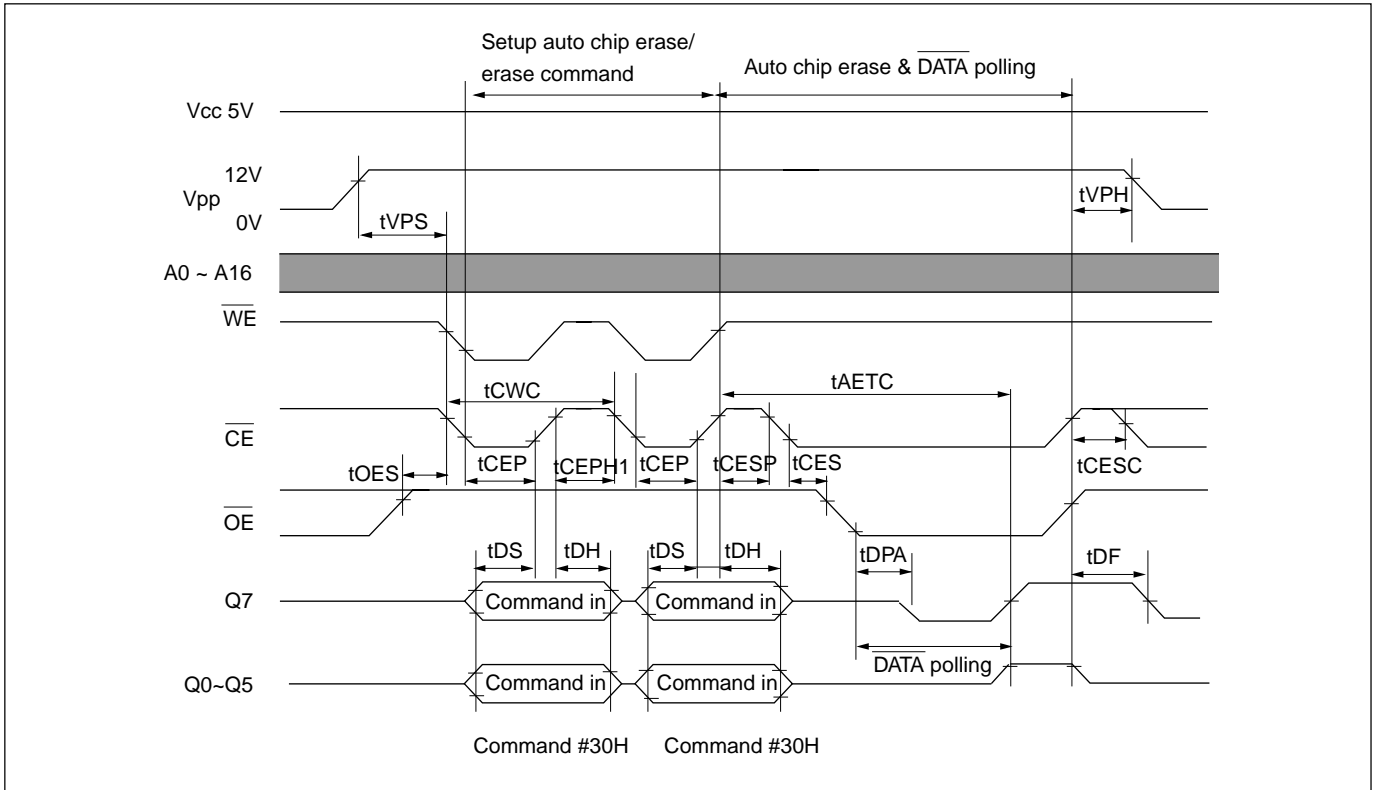 Setup auto chip erase/
erase command
Auto chip erase & DATA polling
Vcc 5V
12V
Vpp
0V
tVPS
tVPH
A0 ~ A16
WE
tCWC
tAETC
CE
tOES
tCEP
tCEPH1
tCEP
tCESP
tCES
tCESC
OE
tDS
tDH
tDS
tDH
tDPA
tDF
Q7
Command in
Command in
DATA polling
Q0~Q5
Command in
Command in
Command #30H
Command #30H